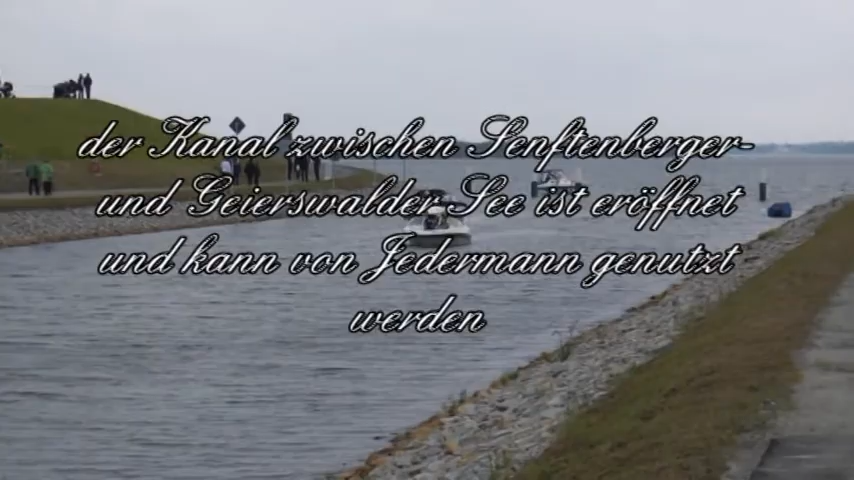 der Kanal zwischen Senftenberger-
und Geierswalder See ist eröffnet
und kann von Jedermann genutzt
werden